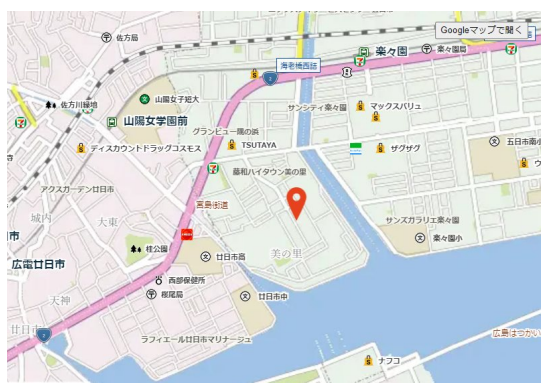 Googleマップで開く
佐方局
楽々園
楽々園局
海老橋西詰
佐方川緑地
山陽女子短大
サンシティ楽々園
マックスバリュ
山陽女学園前
グランビュー隅の浜
ディスカウントドラッグコスモス
TSUTAYA
ザグザグ
五日市南小
アクスガーデン廿日市
藤和ハイタウン美の里
宮島街道
城内
大東
サンズガラリエ楽々園
楽々園小
市
桂公園
廿日市高
美の里
広電廿日市
西部保健所
桜尾局
廿日市中
天神
廿日市
2
2
ラフィエール廿日市マリナージュ
広島はつかい
ナフコ